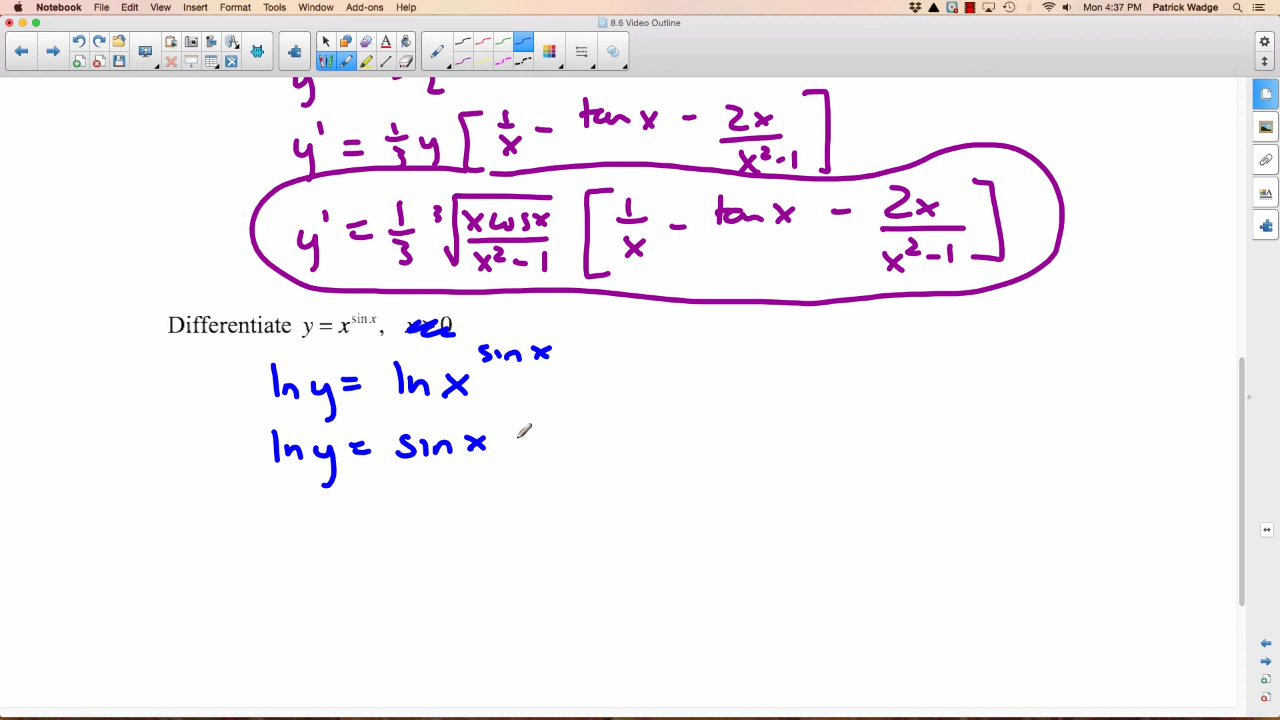 Notebook File Edit View Insert Format Tools Window Add-ons Help Mon 4:37 PM Patrick Wadge
8.6 Video Outline
y' = 1/3 y [ 1/x - tan x - 2x/(x²-1) ]
y' = 1/3 ³√(x cos x/(x²-1)) [ 1/x - tan x - 2x/(x²-1) ]
Differentiate y = x^(sin x),
ln y = ln x^(sin x)
ln y = sin x